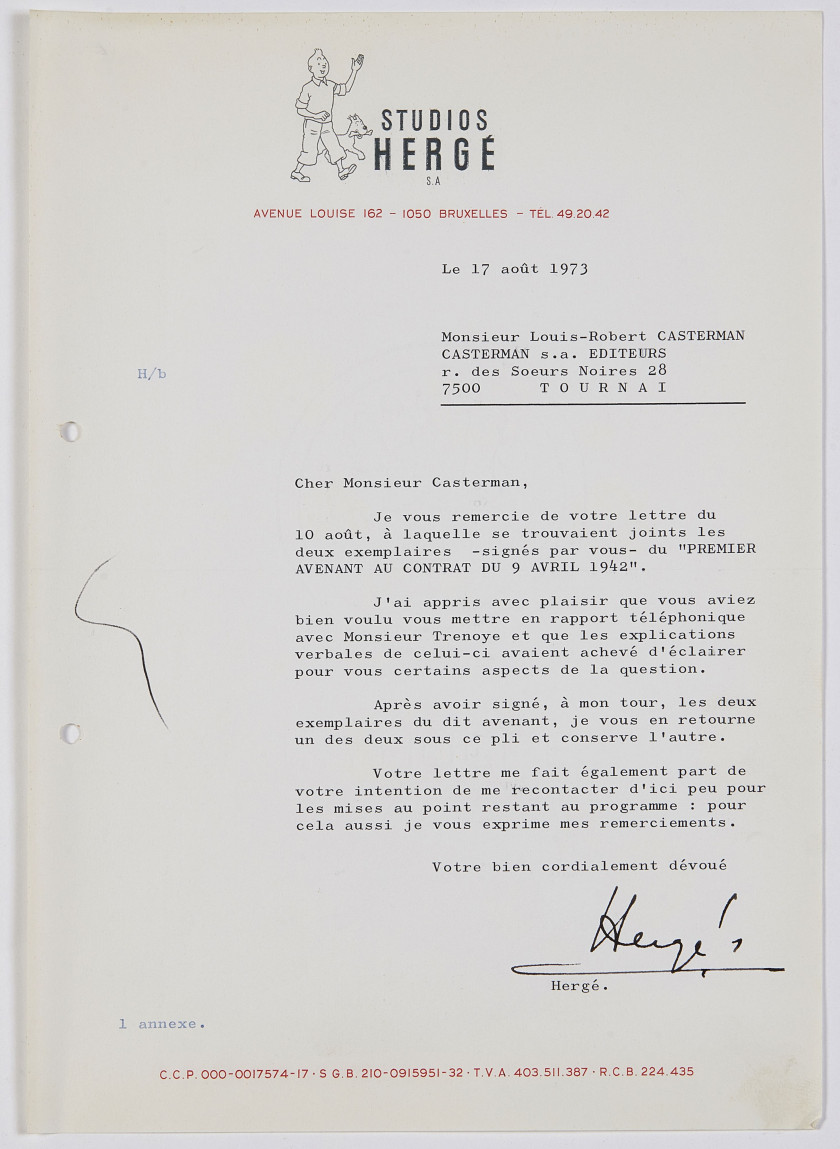 STUDIOS
HERGÉ
S.A
AVENUE LOUISE 162 – 1050 BRUXELLES – TÉL. 49.20.42
Le 17 août 1973
Monsieur Louis-Robert CASTERMAN
CASTERMAN s.a. EDITEURS
r. des Soeurs Noires 28
7500 T O U R N A I
H/b
Cher Monsieur Casterman,
Je vous remercie de votre lettre du
10 août, à laquelle se trouvaient joints les
deux exemplaires -signés par vous- du "PREMIER
AVENANT AU CONTRAT DU 9 AVRIL 1942".
J'ai appris avec plaisir que vous aviez
bien voulu vous mettre en rapport téléphonique
avec Monsieur Trenoye et que les explications
verbales de celui-ci avaient achevé d'éclairer
pour vous certains aspects de la question.
Après avoir signé, à mon tour, les deux
exemplaires du dit avenant, je vous en retourne
un des deux sous ce pli et conserve l'autre.
Votre lettre me fait également part de
votre intention de me recontacter d'ici peu pour
les mises au point restant au programme : pour
cela aussi je vous exprime mes remerciements.
Votre bien cordialement dévoué
Hergé
Hergé.
1 annexe.
C.C.P. 000-0017574-17 · S G.B. 210-0915951-32 · T.V.A. 403.511.387 · R.C.B. 224.435